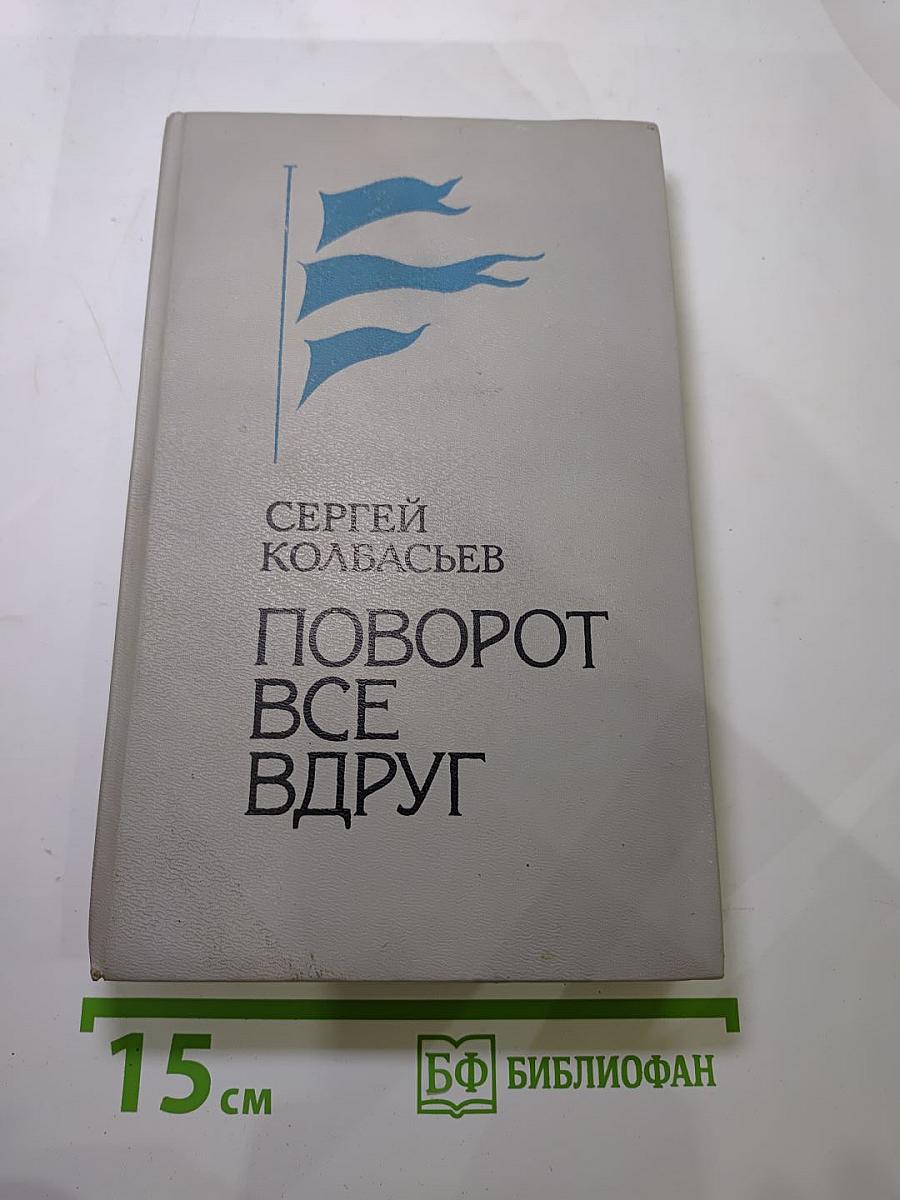 СЕРГЕЙ
КОЛБАСЬЕВ
ПОВОРОТ
ВСЕ
ВДРУГ
15 см
БФ БИБЛИОФАН